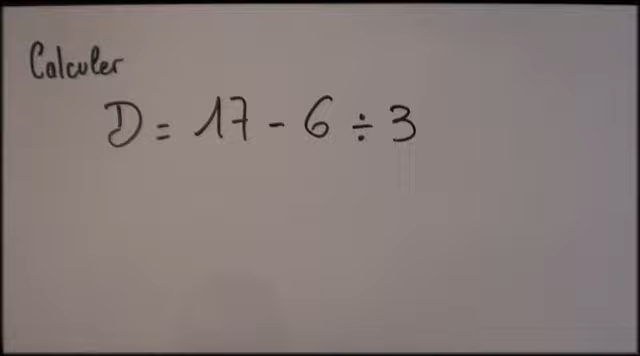 Calculer
D = 17 - 6 ÷ 3